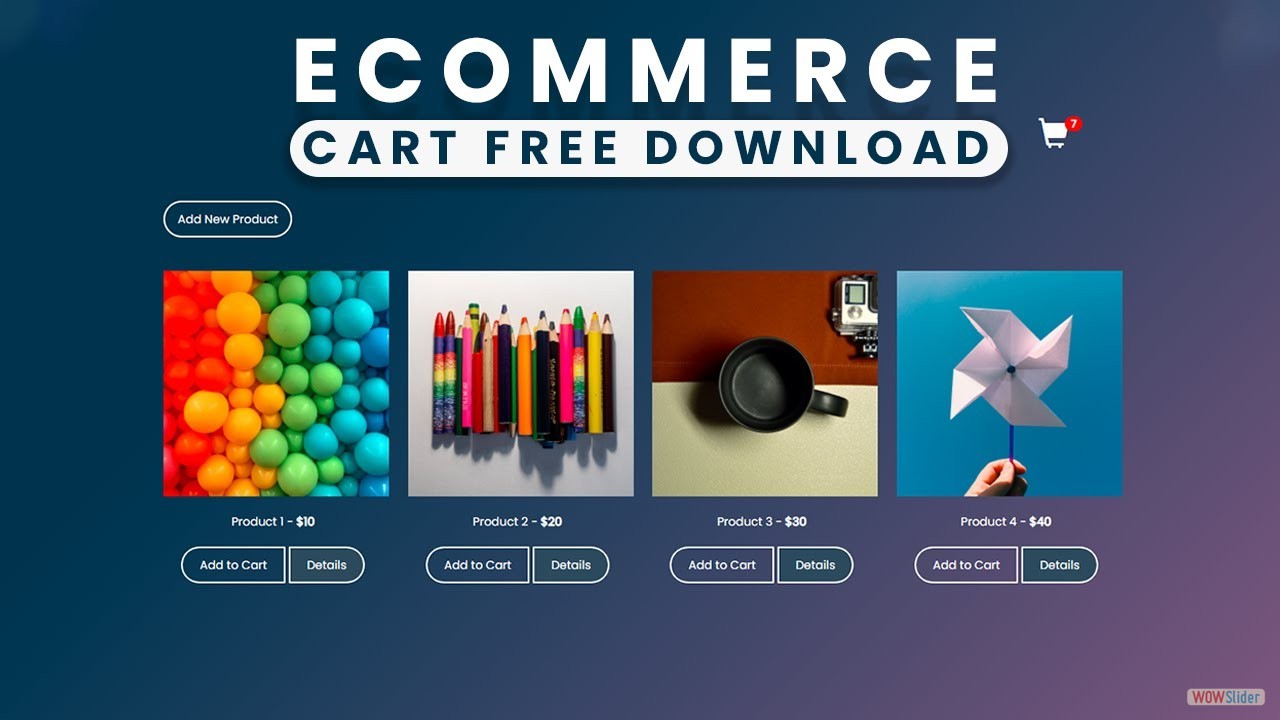 ECOMMERCE
CART FREE DOWNLOAD
7
Add New Product
Product 1 - $10
Product 2 - $20
Product 3 - $30
Product 4 - $40
Add to Cart Details
Add to Cart Details
Add to Cart Details
Add to Cart Details
WOWSlider